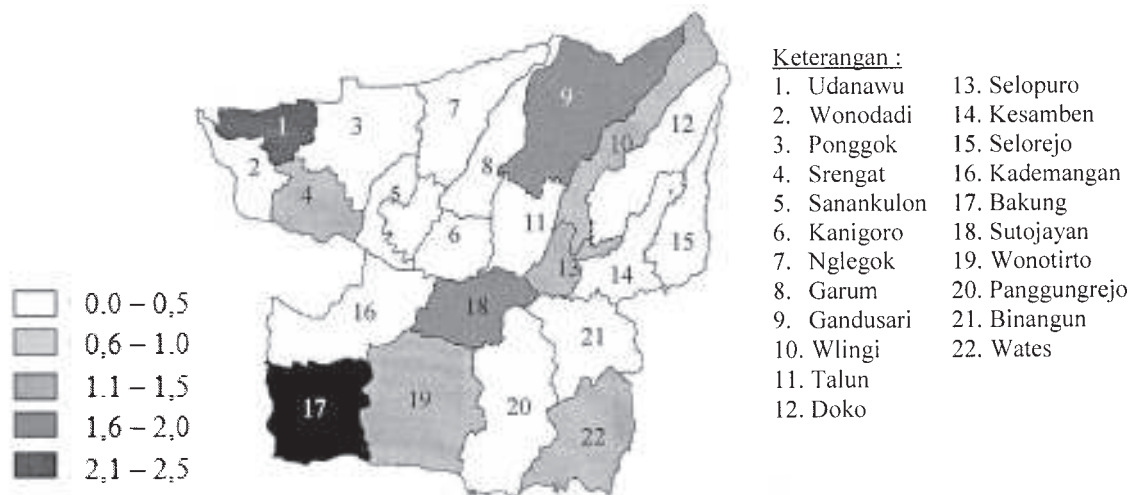 Keterangan :
1. Udanawu
2. Wonodadi
3. Ponggok
4. Srengat
5. Sanankulon
6. Kanigoro
7. Nglegok
8. Garum
9. Gandusari
10. Wlingi
11. Talun
12. Doko
13. Selopuro
14. Kesamben
15. Selorejo
16. Kademangan
17. Bakung
18. Sutojayan
19. Wonotirto
20. Panggungrejo
21. Binangun
22. Wates
1
2
3
4
5
6
7
8
9
10
11
12
13
14
15
16
17
18
19
20
21
22
0.0 – 0,5
0,6 – 1.0
1.1 – 1,5
1,6 – 2,0
2,1 – 2,5